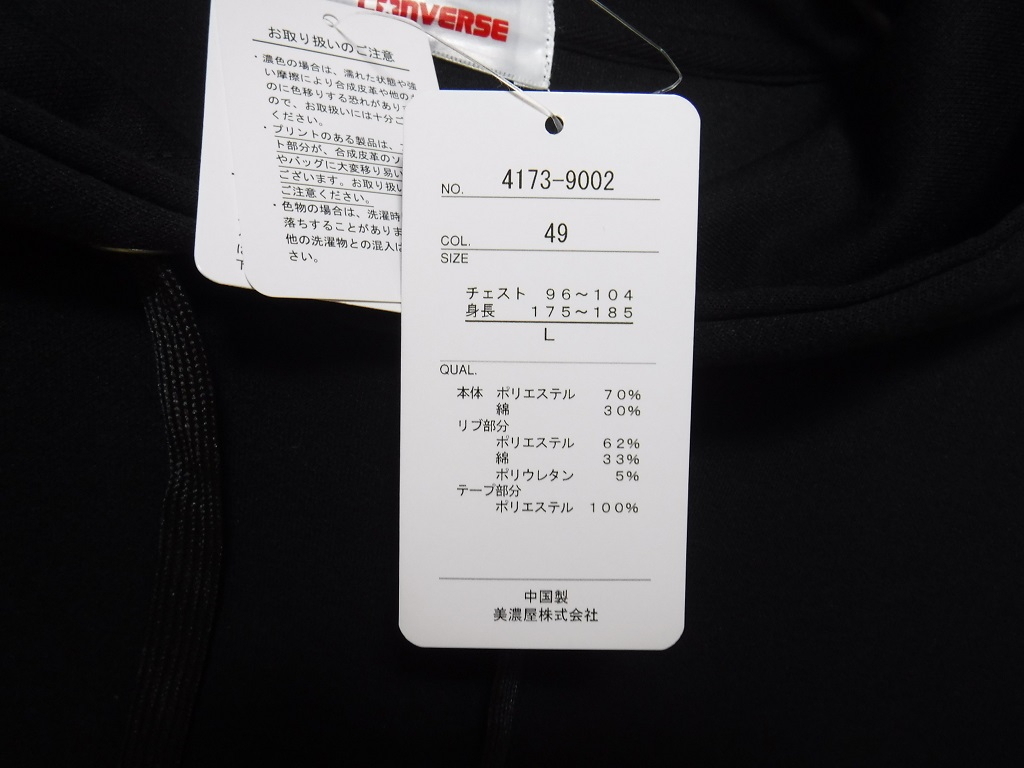 CONVERSE
お取り扱いのご注意
・濃色の場合は、濡れた状態や強
い摩擦により合成皮革や他の
のに色移りする恐れがあり
ので、お取扱いには十分ご
ください。
・プリントのある製品は、
ト部分が、合成皮革のソ
やバッグに大変移り易い
ございます。お取り扱い
ご注意ください。
・色物の場合は、洗濯時
落ちすることがありま
他の洗濯物との混入は
さい。
NO. 4173-9002
COL. 49
SIZE
チェスト 96～104
身長 175～185
L
QUAL.
本体 ポリエステル 70%
綿 30%
リブ部分
ポリエステル 62%
綿 33%
ポリウレタン 5%
テープ部分
ポリエステル 100%
中国製
美濃屋株式会社